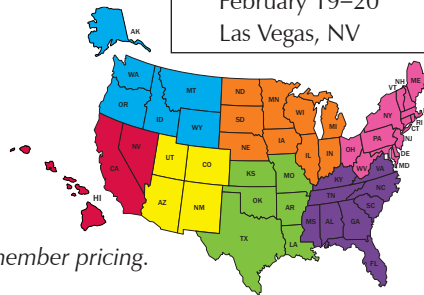 February 19–20
Las Vegas, NV
AK
WA
MT
ND
MN
OR
ID
WY
SD
WI
MI
NE
IA
IL
IN
OH
PA
NY
VT
NH
ME
RI
CT
NJ
DE
MD
WV
VA
NV
CA
UT
CO
AZ
NM
KS
MO
OK
AR
TX
LA
KY
TN
NC
SC
MS
AL
GA
FL
HI
member pricing.